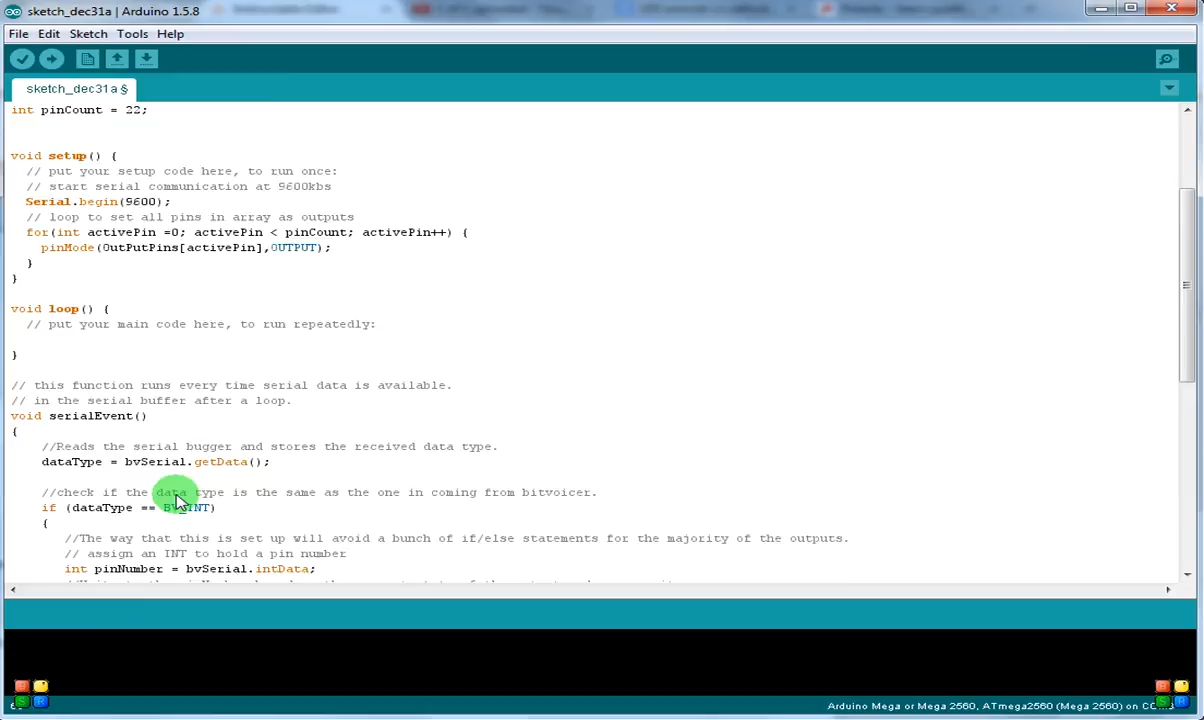 sketch_dec31a | Arduino 1.5.8
File Edit Sketch Tools Help
sketch_dec31a §
int pinCount = 22;
void setup() {
// put your setup code here, to run once:
// start serial communication at 9600kbs
Serial.begin(9600);
// loop to set all pins in array as outputs
for(int activePin =0; activePin < pinCount; activePin++) {
pinMode(OutPutPins[activePin],OUTPUT);
}
}
void loop() {
// put your main code here, to run repeatedly:
}
// this function runs every time serial data is available.
// in the serial buffer after a loop.
void serialEvent()
{
//Reads the serial bugger and stores the received data type.
dataType = bvSerial.getData();
//check if the data type is the same as the one in coming from bitvoicer.
if (dataType == BV_INT)
{
//The way that this is set up will avoid a bunch of if/else statements for the majority of the outputs.
// assign an INT to hold a pin number
int pinNumber = bvSerial.intData;
Arduino Mega or Mega 2560, ATmega2560 (Mega 2560) on